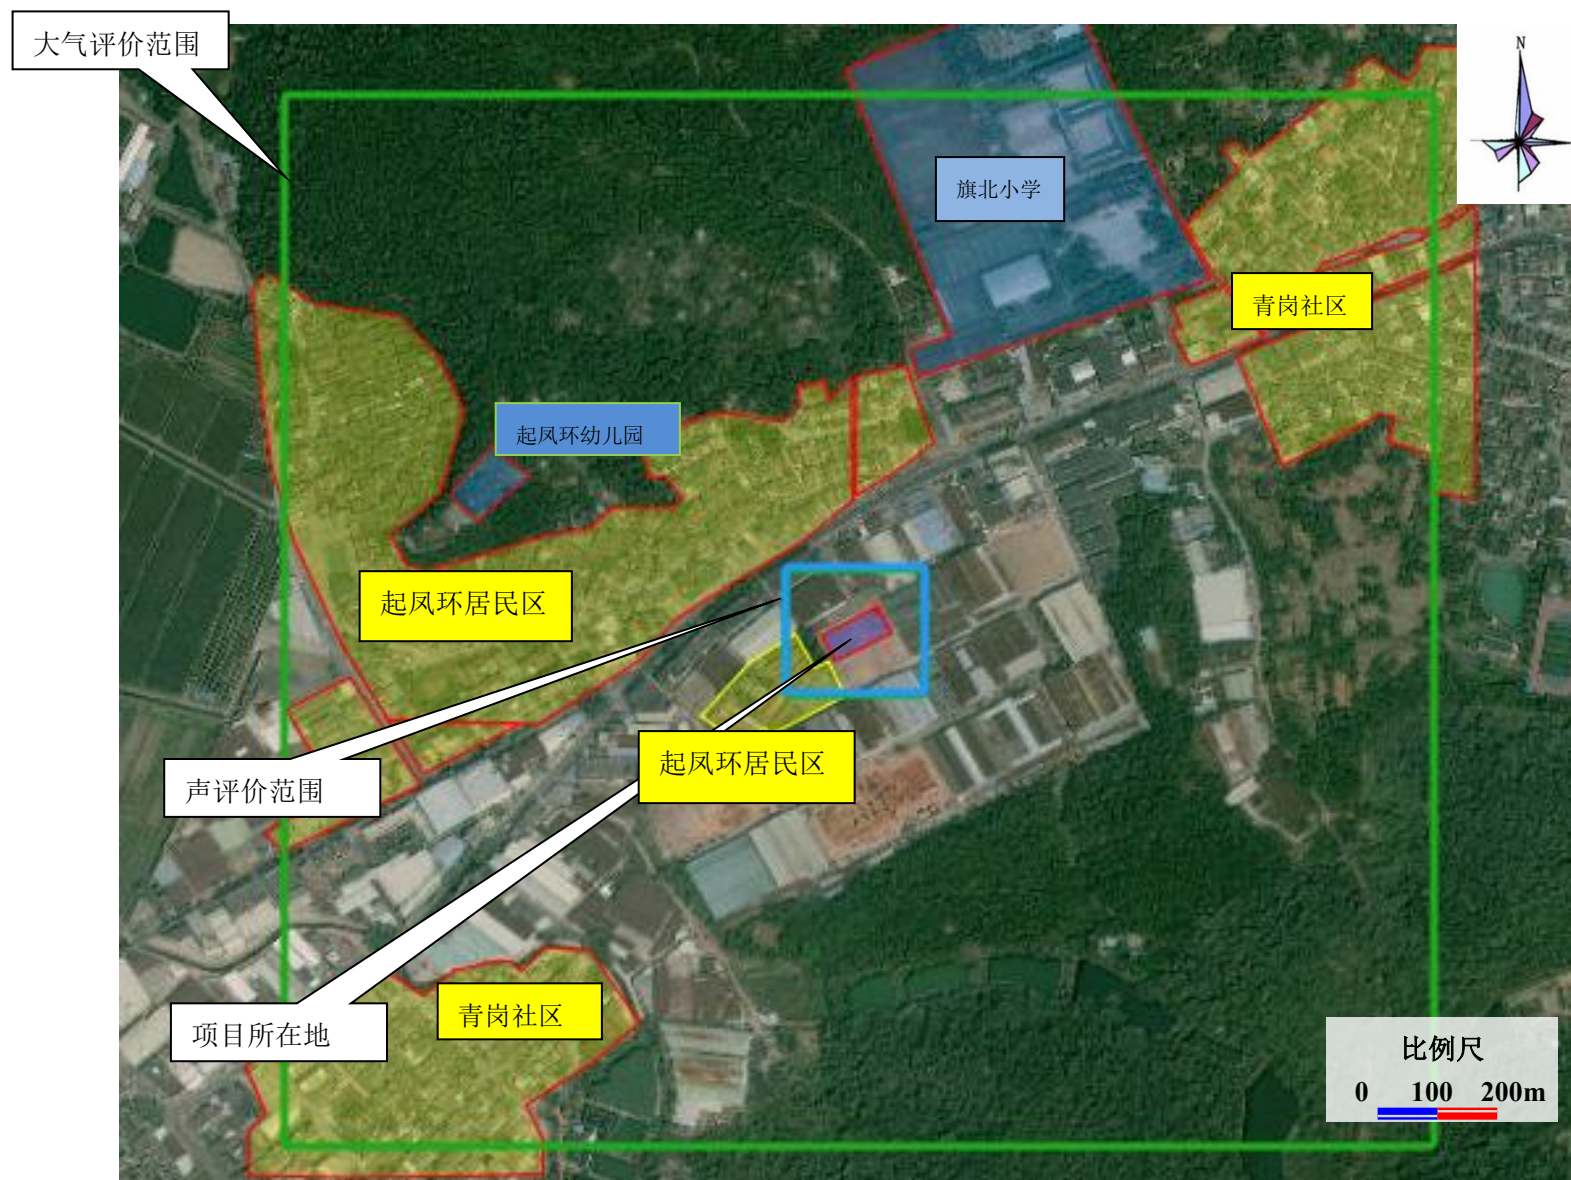 大气评价范围
N
旗北小学
青岗社区
起凤环幼儿园
起凤环居民区
起凤环居民区
声评价范围
青岗社区
项目所在地
比例尺
0 100 200m